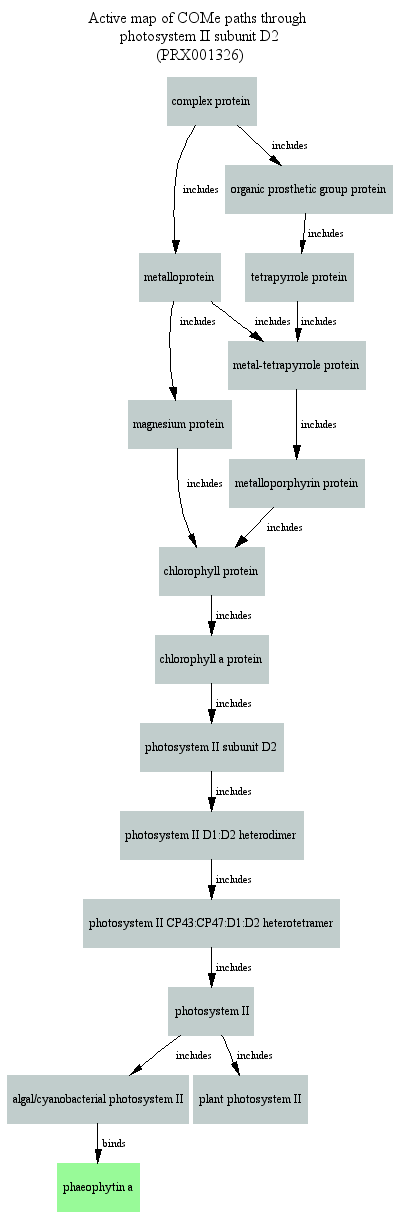 Active map of COMe paths through
photosystem II subunit D2
(PRX001326)
complex protein
includes
includes
organic prosthetic group protein
includes
metalloprotein
tetrapyrrole protein
includes
includes
includes
metal-tetrapyrrole protein
magnesium protein
includes
includes
metalloporphyrin protein
includes
chlorophyll protein
includes
chlorophyll a protein
includes
photosystem II subunit D2
includes
photosystem II D1:D2 heterodimer
includes
photosystem II CP43:CP47:D1:D2 heterotetramer
includes
photosystem II
includes
includes
algal/cyanobacterial photosystem II
plant photosystem II
binds
phaeophytin a